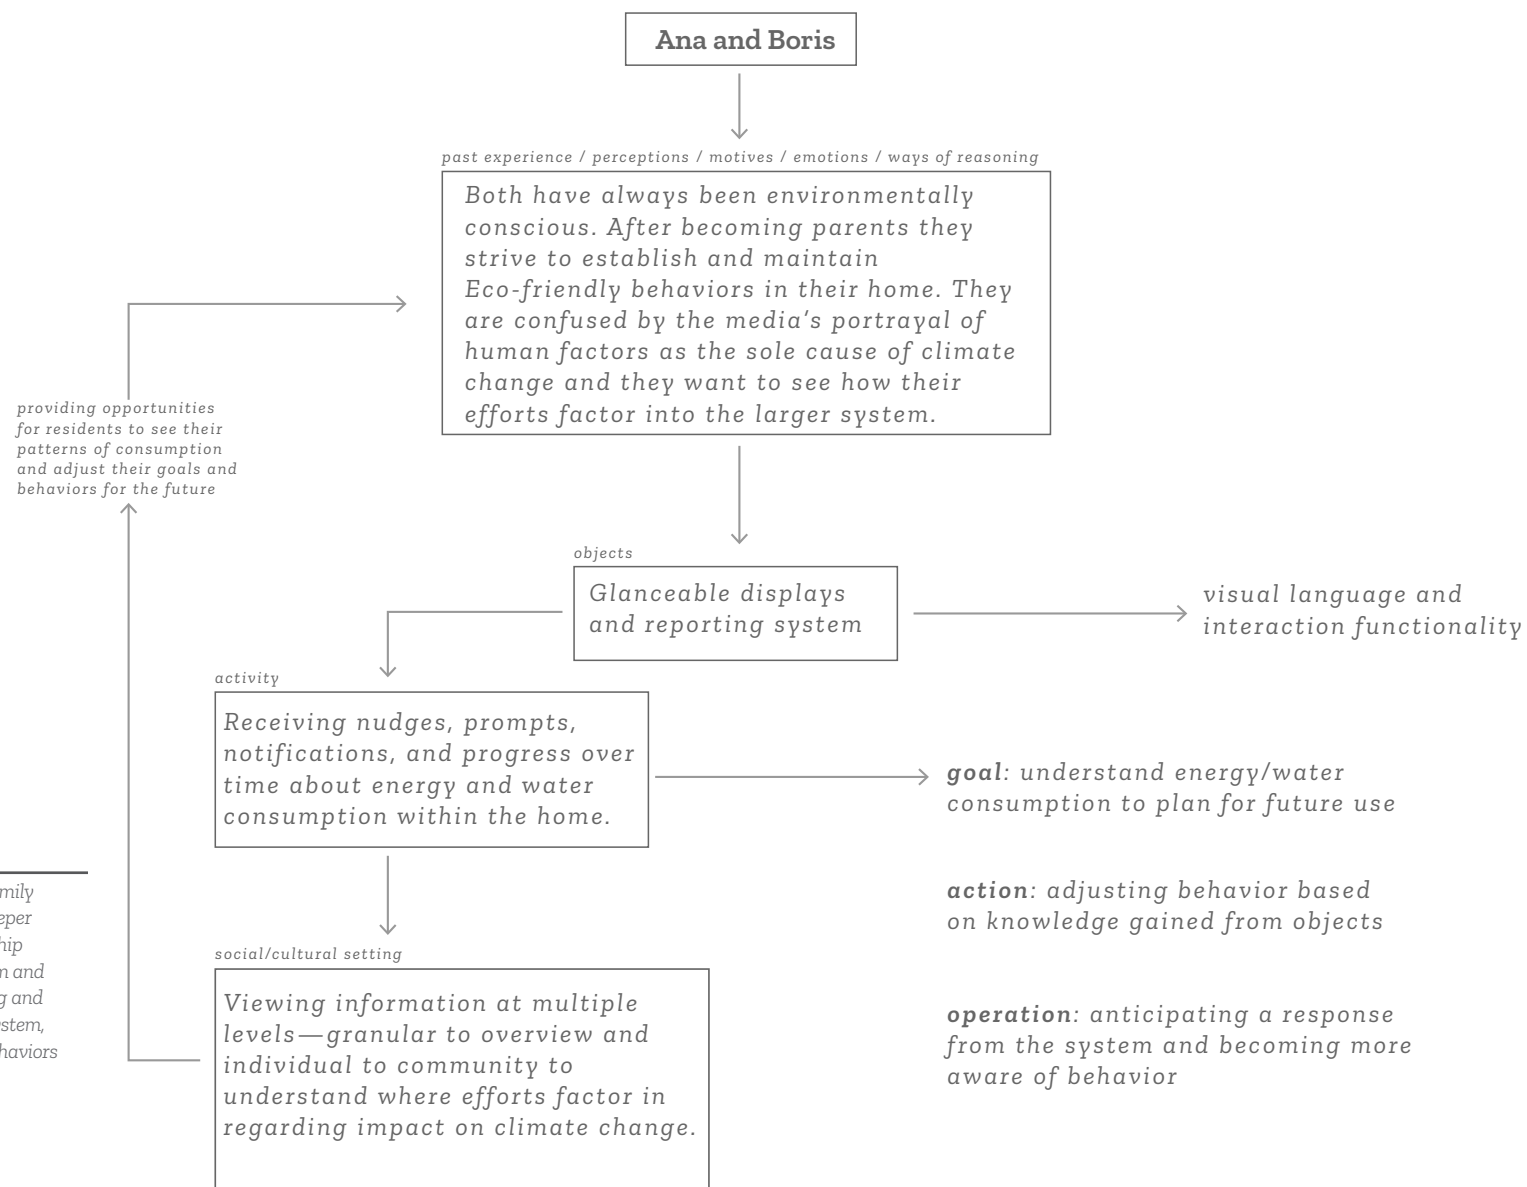 Ana and Boris
past experience / perceptions / motives / emotions / ways of reasoning
Both have always been environmentally
conscious. After becoming parents they
strive to establish and maintain
Eco-friendly behaviors in their home. They
are confused by the media’s portrayal of
human factors as the sole cause of climate
change and they want to see how their
efforts factor into the larger system.
providing opportunities
for residents to see their
patterns of consumption
and adjust their goals and
behaviors for the future
objects
Glanceable displays
and reporting system
visual language and
interaction functionality
activity
Receiving nudges, prompts,
notifications, and progress over
time about energy and water
consumption within the home.
goal: understand energy/water
consumption to plan for future use
action: adjusting behavior based
on knowledge gained from objects
operation: anticipating a response
from the system and becoming more
aware of behavior
social/cultural setting
Viewing information at multiple
levels—granular to overview and
individual to community to
understand where efforts factor in
regarding impact on climate change.
and
and